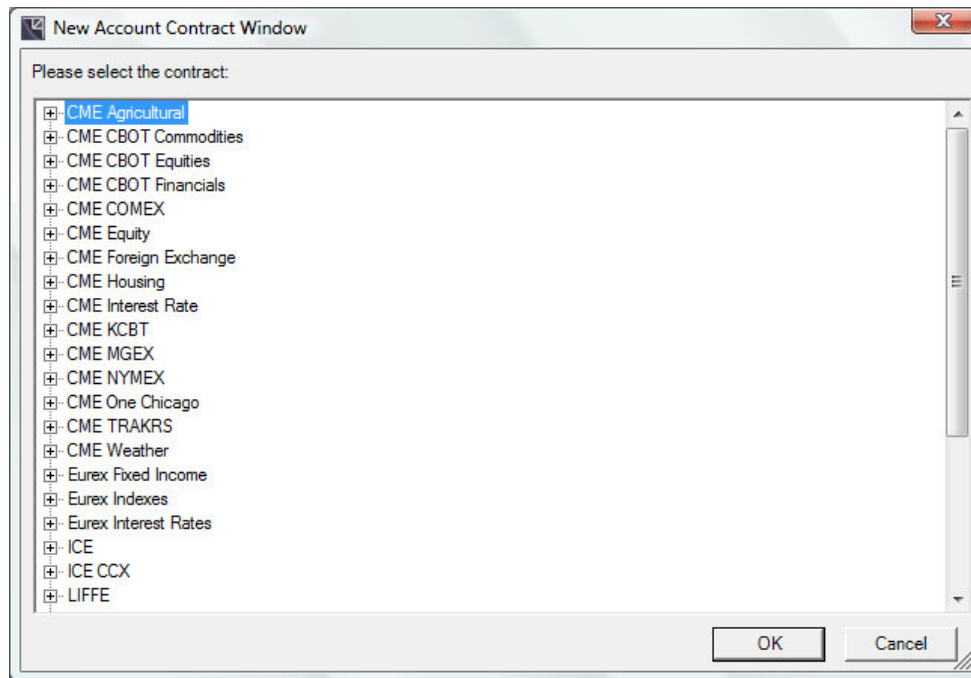 New Account Contract Window
Please select the contract:
CME Agricultural
CME CBOT Commodities
CME CBOT Equities
CME CBOT Financials
CME COMEX
CME Equity
CME Foreign Exchange
CME Housing
CME Interest Rate
CME KCBT
CME MGEX
CME NYMEX
CME One Chicago
CME TRAKRS
CME Weather
Eurex Fixed Income
Eurex Indexes
Eurex Interest Rates
ICE
ICE CCX
LIFFE
OK Cancel